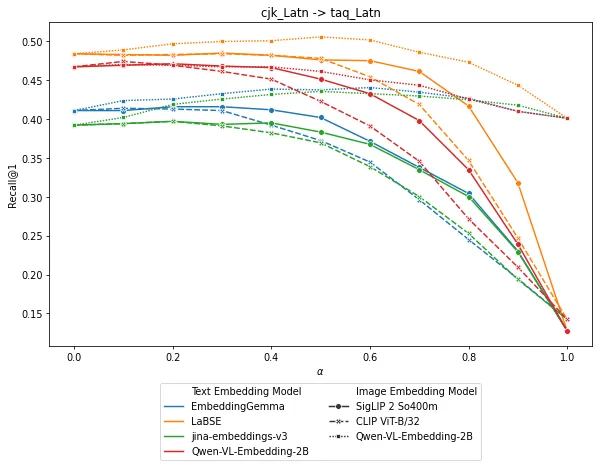 cjk_Latn -> taq_Latn
Recall@1
0.50
0.45
0.40
0.35
0.30
0.25
0.20
0.15
0.0 0.2 0.4 0.6 0.8 1.0
α
Text Embedding Model
EmbeddingGemma
LaBSE
jina-embeddings-v3
Qwen-VL-Embedding-2B
Image Embedding Model
SigLIP 2 So400m
CLIP ViT-B/32
Qwen-VL-Embedding-2B